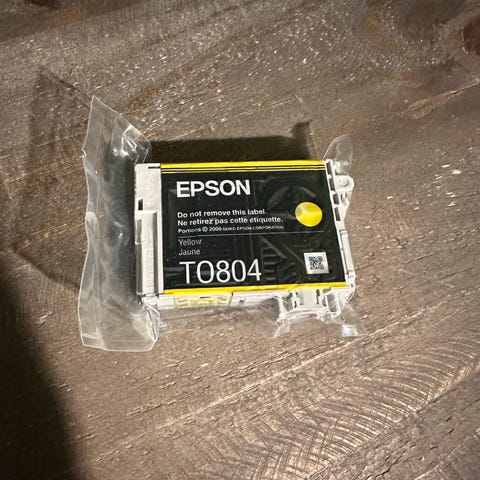 EPSON
Do not remove this label.
Ne retirez pas cette étiquette.
Portions © 2006 SEIKO EPSON CORPORATION
Yellow
Jaune
T0804